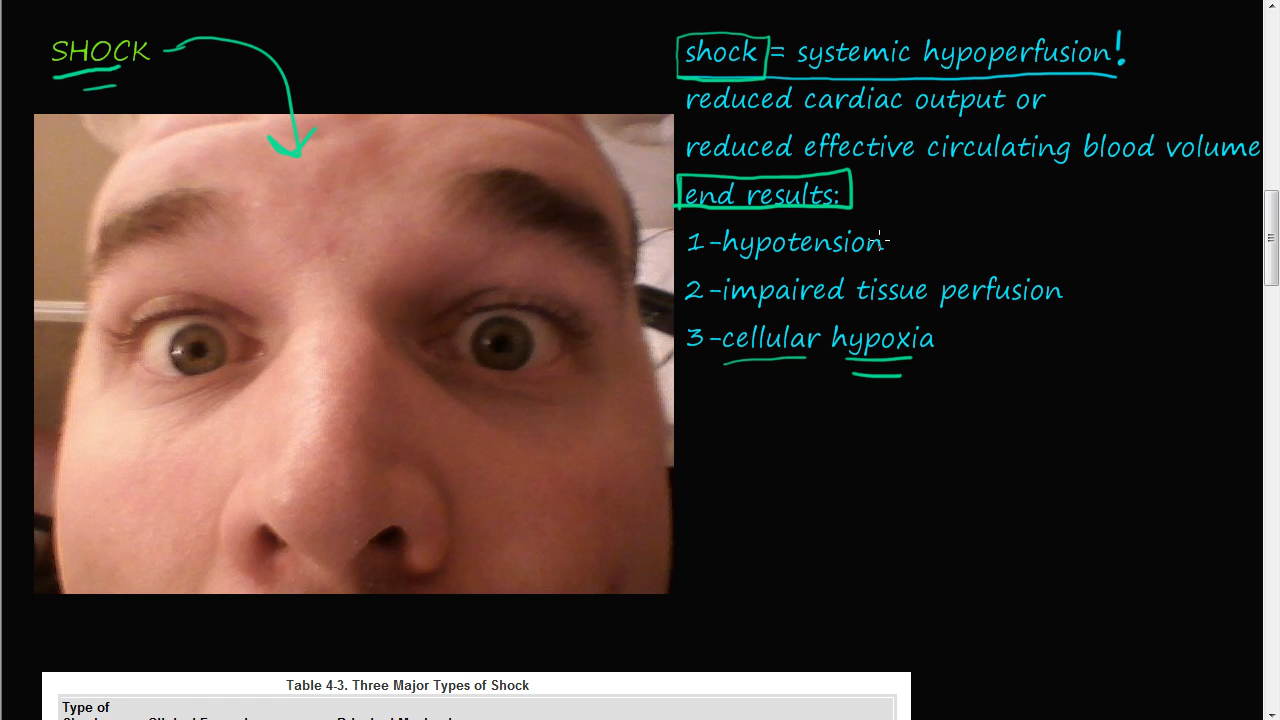 SHOCK
shock = systemic hypoperfusion!
reduced cardiac output or
reduced effective circulating blood volume
end results:
1-hypotension
2-impaired tissue perfusion
3-cellular hypoxia
Table 4-3. Three Major Types of Shock
Type of